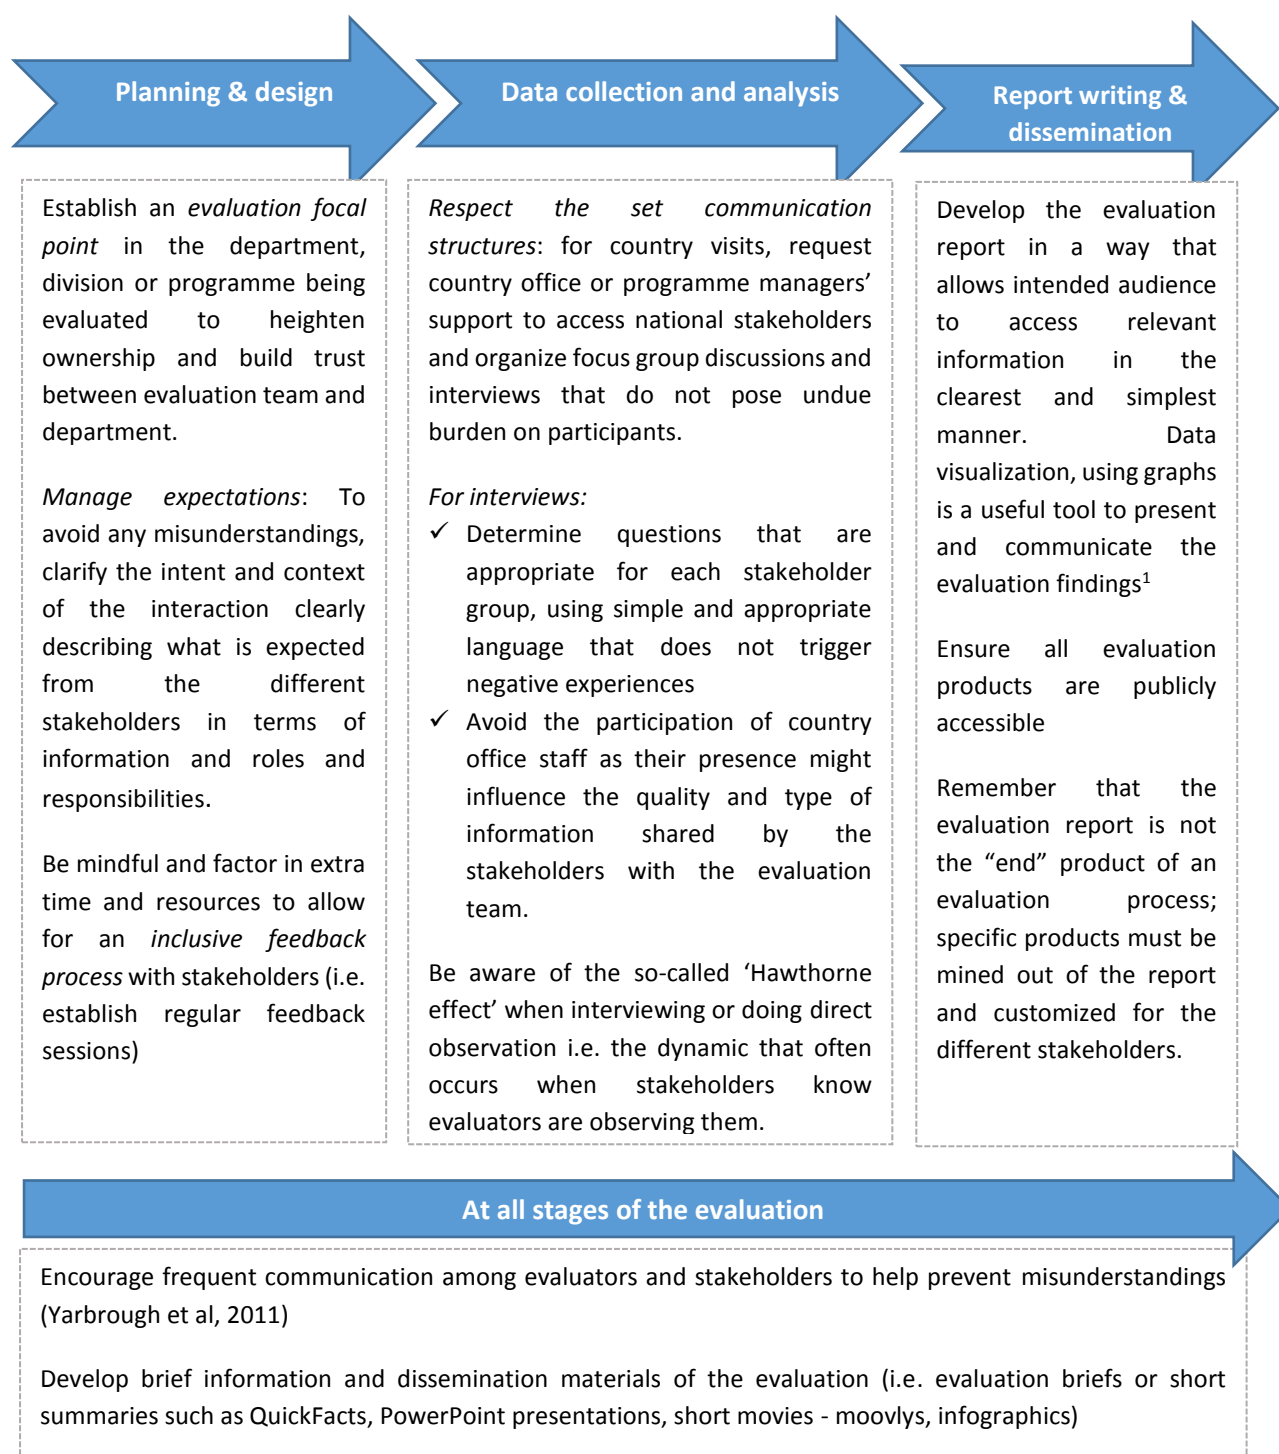 Planning & design
Data collection and analysis
Report writing &
dissemination
Establish an evaluation focal
point in the department,
division or programme being
evaluated to heighten
ownership and build trust
between evaluation team and
department.
Manage expectations: To
avoid any misunderstandings,
clarify the intent and context
of the interaction clearly
describing what is expected
from the different
stakeholders in terms of
information and roles and
responsibilities.
Be mindful and factor in extra
time and resources to allow
for an inclusive feedback
process with stakeholders (i.e.
establish regular feedback
sessions)
Respect the set communication
structures: for country visits, request
country office or programme managers’
support to access national stakeholders
and organize focus group discussions and
interviews that do not pose undue
burden on participants.
For interviews:
✓ Determine questions that are
appropriate for each stakeholder
group, using simple and appropriate
language that does not trigger
negative experiences
✓ Avoid the participation of country
office staff as their presence might
influence the quality and type of
information shared by the
stakeholders with the evaluation
team.
Be aware of the so-called ‘Hawthorne
effect’ when interviewing or doing direct
observation i.e. the dynamic that often
occurs when stakeholders know
evaluators are observing them.
Develop the evaluation
report in a way that
allows intended audience
to access relevant
information in the
clearest and simplest
manner. Data
visualization, using graphs
is a useful tool to present
and communicate the
evaluation findings¹
Ensure all evaluation
products are publicly
accessible
Remember that the
evaluation report is not
the “end” product of an
evaluation process;
specific products must be
mined out of the report
and customized for the
different stakeholders.
At all stages of the evaluation
Encourage frequent communication among evaluators and stakeholders to help prevent misunderstandings
(Yarbrough et al, 2011)
Develop brief information and dissemination materials of the evaluation (i.e. evaluation briefs or short
summaries such as QuickFacts, PowerPoint presentations, short movies - moovlys, infographics)